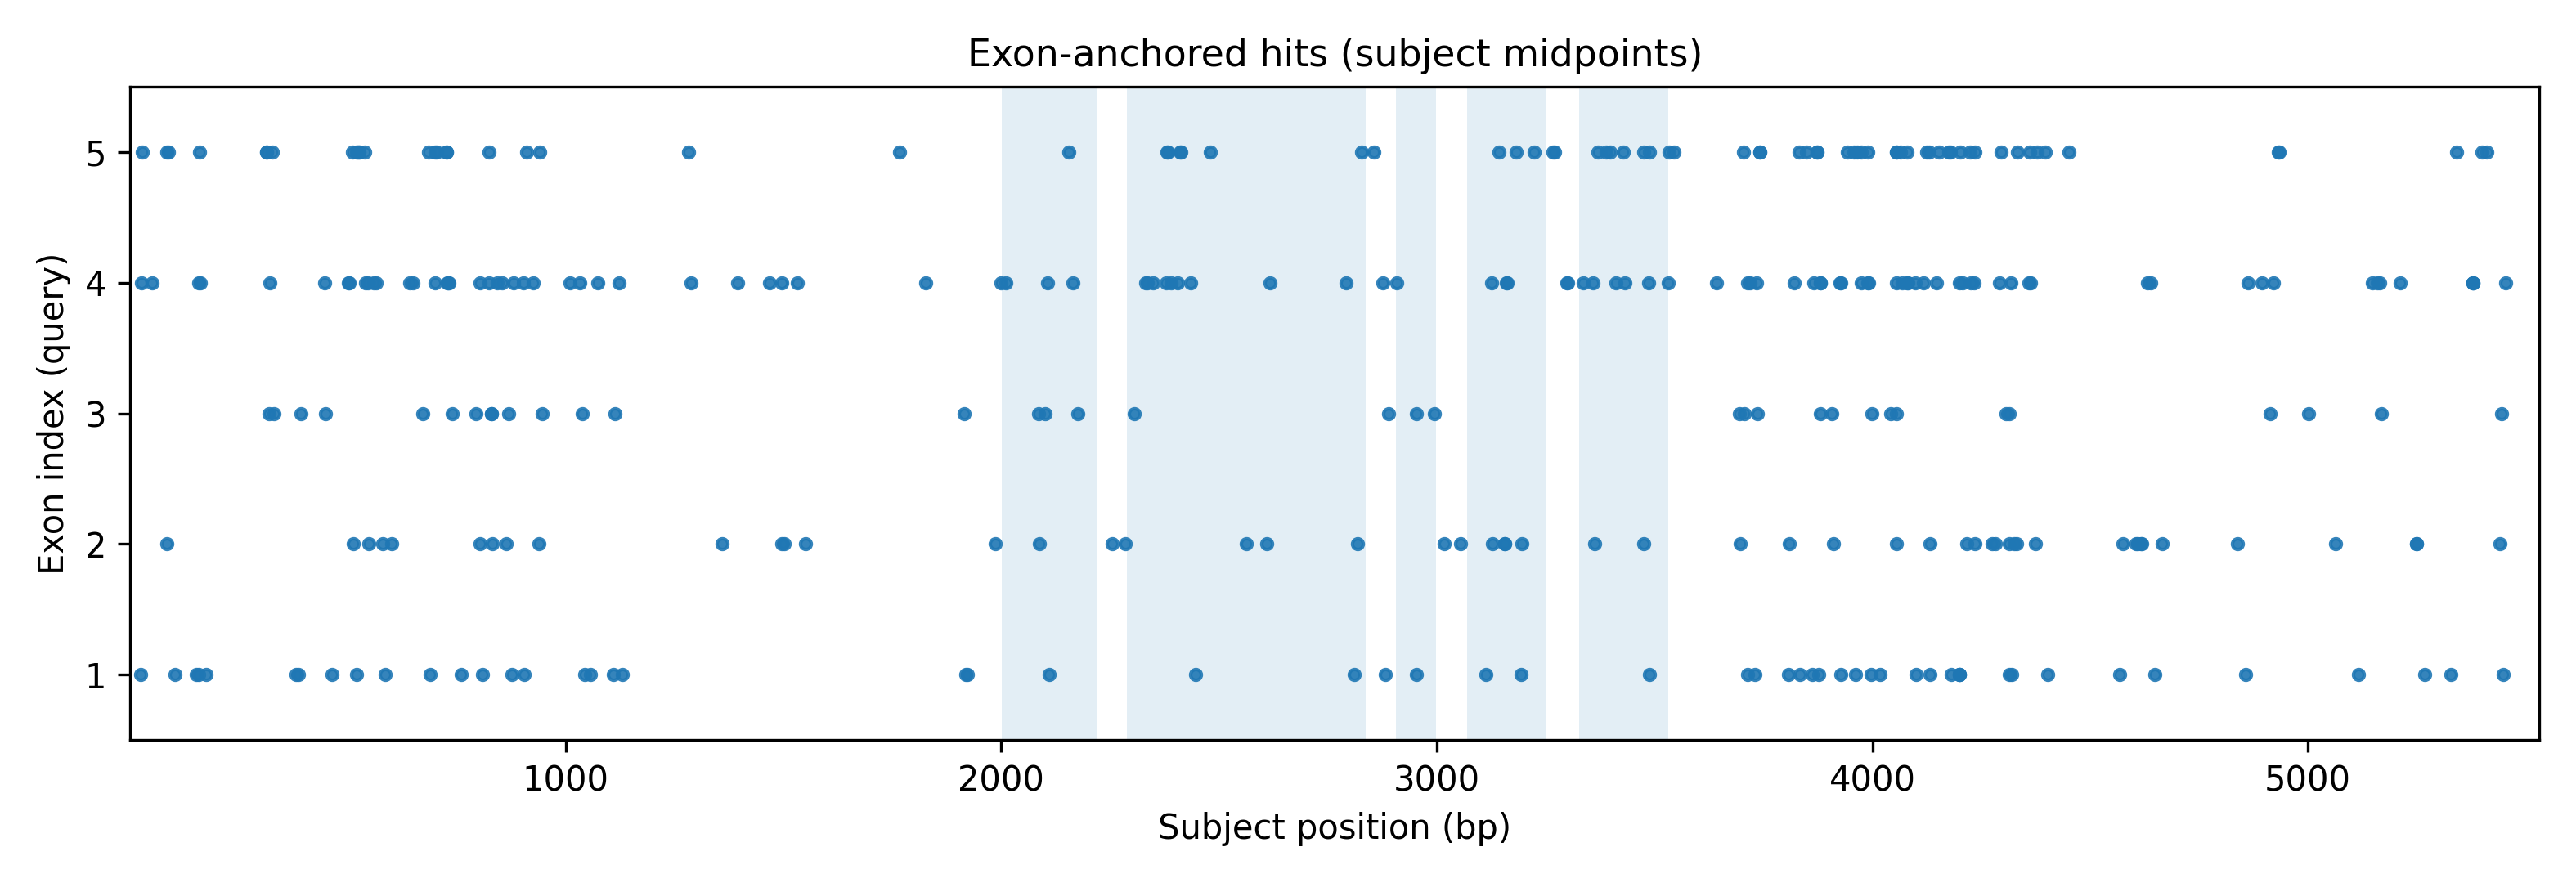 Exon-anchored hits (subject midpoints)
Exon index (query)
5
4
3
2
1
1000 2000 3000 4000 5000
Subject position (bp)